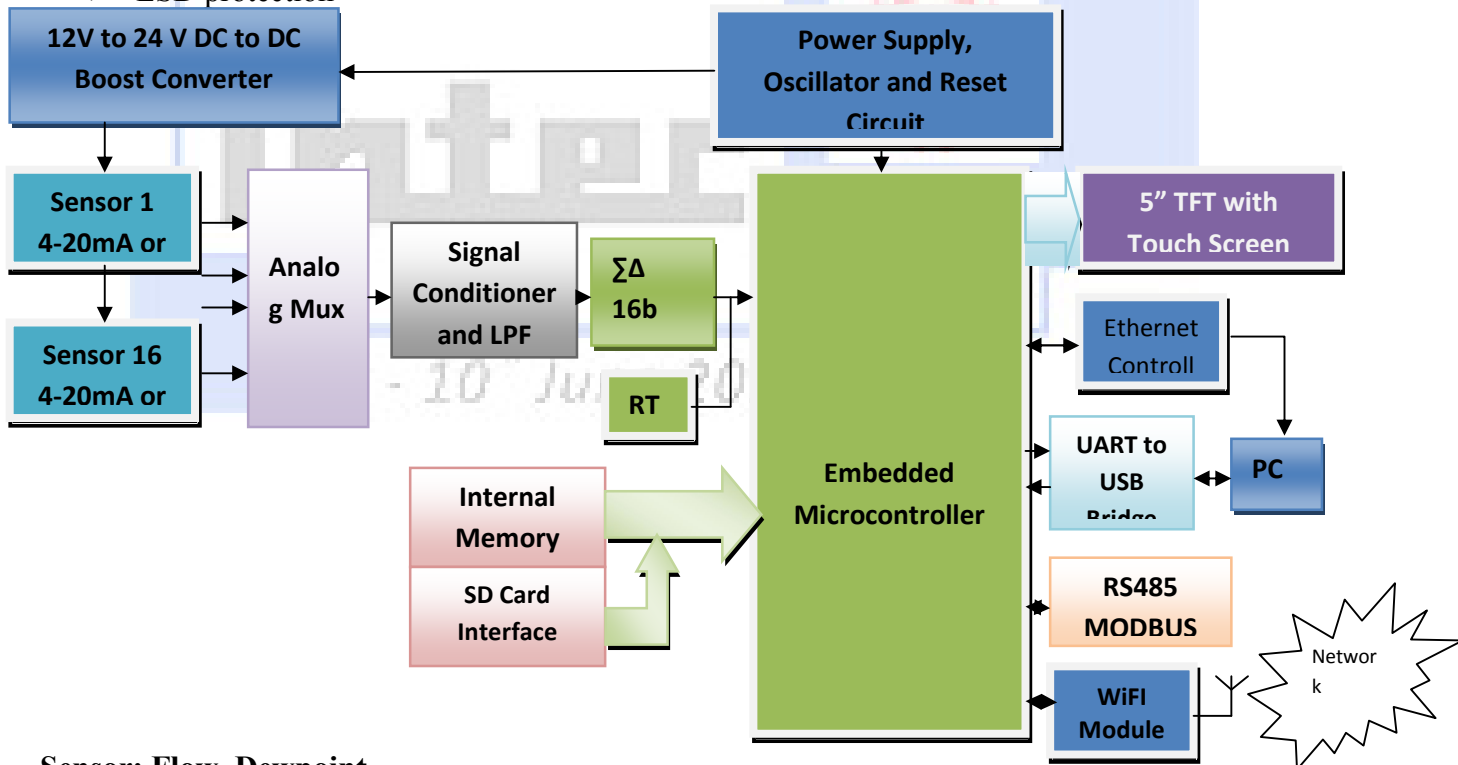 ESD protection
12V to 24 V DC to DC
Boost Converter
Power Supply,
Oscillator and Reset
Circuit
Sensor 1
4-20mA or
Sensor 16
4-20mA or
Analo
g Mux
Signal
Conditioner
and LPF
∑Δ
16b
RT
Internal
Memory
SD Card
Interface
Embedded
Microcontroller
5” TFT with
Touch Screen
Ethernet
Controll
UART to
USB
Bridge
PC
RS485
MODBUS
WiFI
Module
Networ
k
Sensor: Flow, Dewpoint